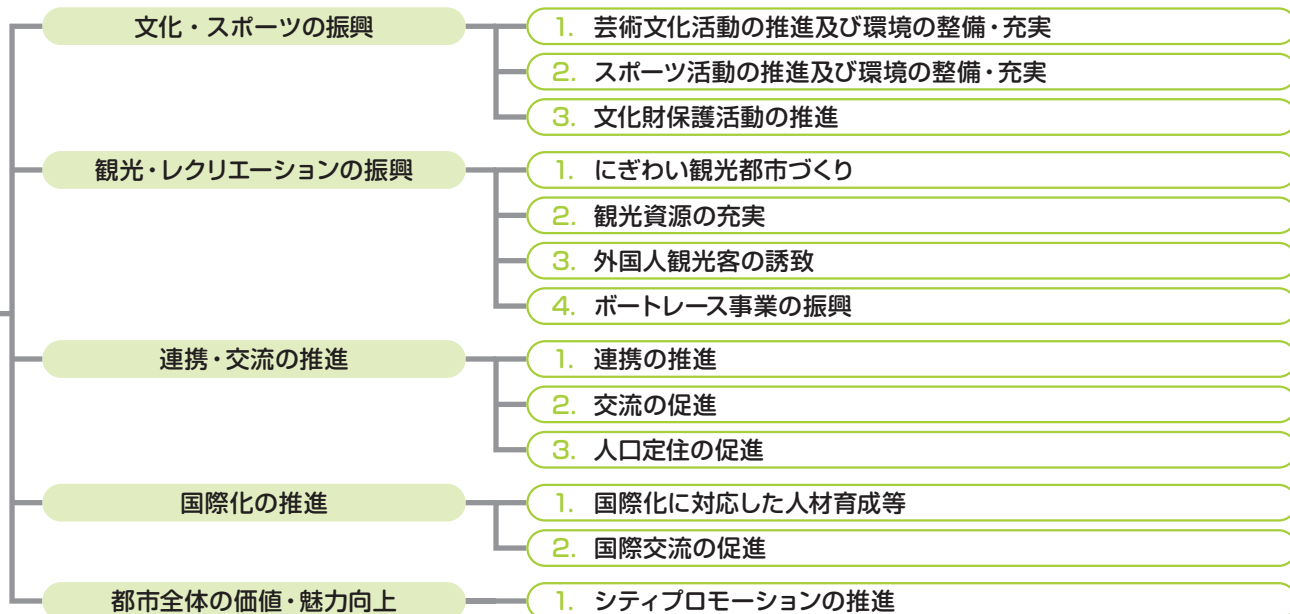 文化・スポーツの振興
1. 芸術文化活動の推進及び環境の整備・充実
2. スポーツ活動の推進及び環境の整備・充実
3. 文化財保護活動の推進
観光・レクリエーションの振興
1. にぎわい観光都市づくり
2. 観光資源の充実
3. 外国人観光客の誘致
4. ボートレース事業の振興
連携・交流の推進
1. 連携の推進
2. 交流の促進
3. 人口定住の促進
国際化の推進
1. 国際化に対応した人材育成等
2. 国際交流の促進
都市全体の価値・魅力向上
1. シティプロモーションの推進